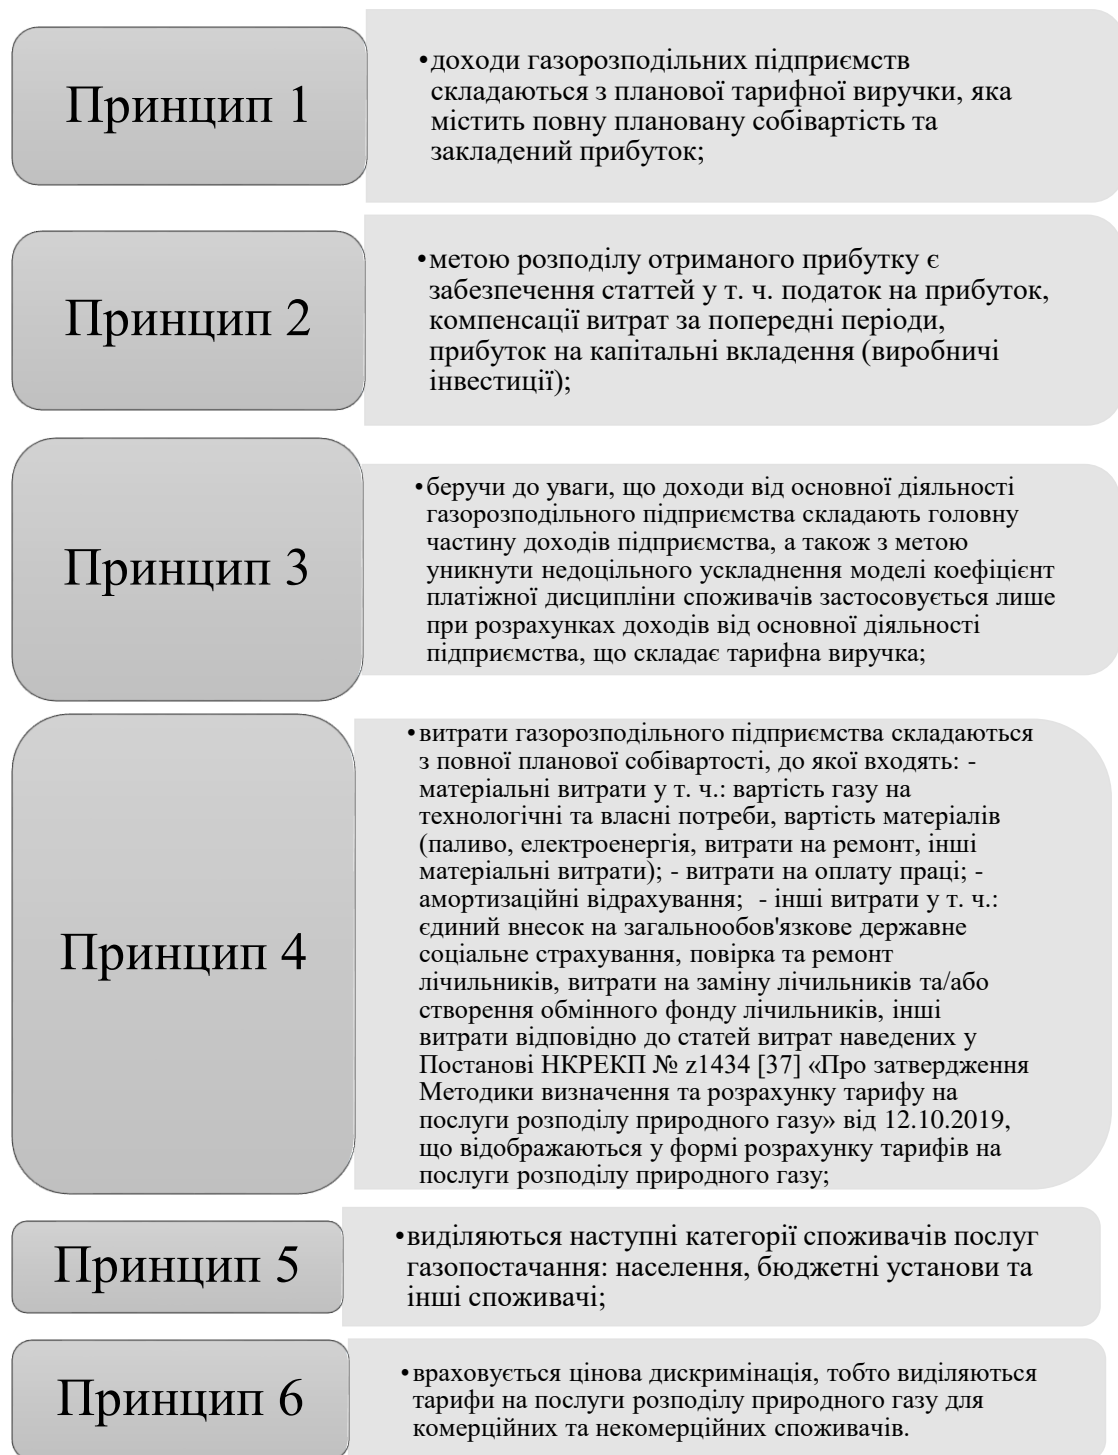 Принцип 1
•доходи газорозподільних підприємств
складаються з планової тарифної виручки, яка
містить повну плановану собівартість та
закладений прибуток;
Принцип 2
•метою розподілу отриманого прибутку є
забезпечення статтей у т. ч. податок на прибуток,
компенсації витрат за попередні періоди,
прибуток на капітальні вкладення (виробничі
інвестиції);
Принцип 3
•беручи до уваги, що доходи від основної діяльності
газорозподільного підприємства складають головну
частину доходів підприємства, а також з метою
уникнути недоцільного ускладнення моделі коефіцієнт
платіжної дисципліни споживачів застосовується лише
при розрахунках доходів від основної діяльності
підприємства, що складає тарифна виручка;
Принцип 4
•витрати газорозподільного підприємства складаються
з повної планової собівартості, до якої входять: -
матеріальні витрати у т. ч.: вартість газу на
технологічні та власні потреби, вартість матеріалів
(паливо, електроенергія, витрати на ремонт, інші
матеріальні витрати); - витрати на оплату праці; -
амортизаційні відрахування;  - інші витрати у т. ч.:
єдиний внесок на загальнообов'язкове державне
соціальне страхування, повірка та ремонт
лічильників, витрати на заміну лічильників та/або
створення обмінного фонду лічильників, інші
витрати відповідно до статей витрат наведених у
Постанові НКРЕКП № z1434 [37] «Про затвердження
Методики визначення та розрахунку тарифу на
послуги розподілу природного газу» від 12.10.2019,
що відображаються у формі розрахунку тарифів на
послуги розподілу природного газу;
Принцип 5
•виділяються наступні категорії споживачів послуг
газопостачання: населення, бюджетні установи та
інші споживачі;
Принцип 6
•враховується цінова дискримінація, тобто виділяються
тарифи на послуги розподілу природного газу для
комерційних та некомерційних споживачів.